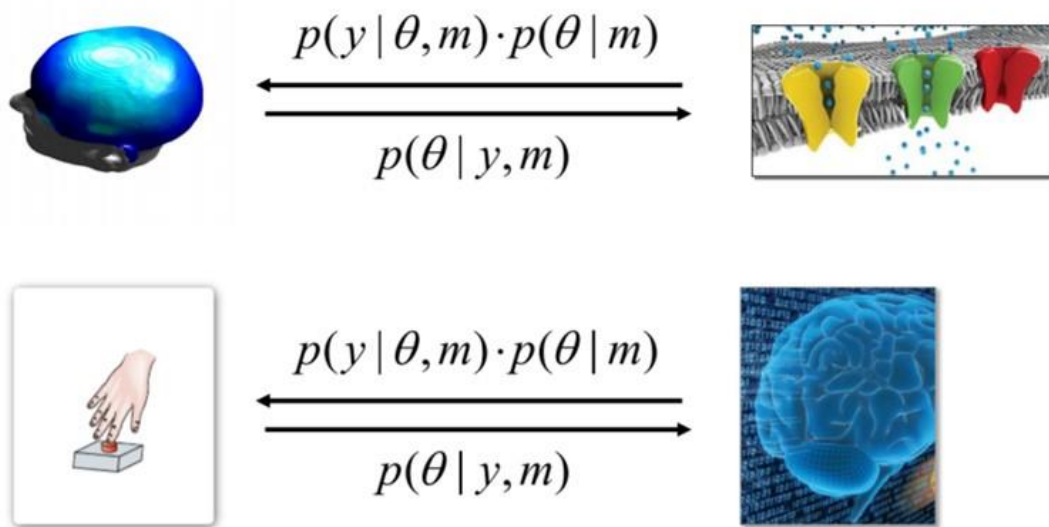 p(y | θ, m) · p(θ | m)
p(θ | y, m)
p(y | θ, m) · p(θ | m)
p(θ | y, m)